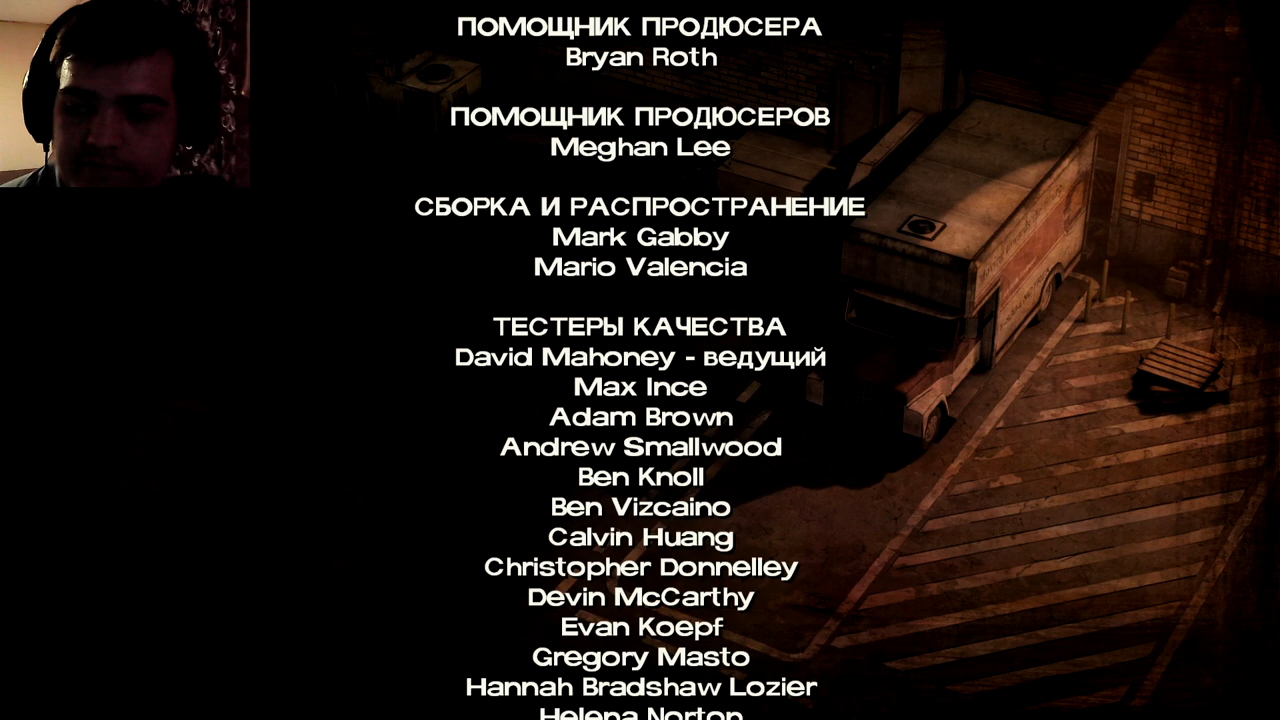 ПОМОЩНИК ПРОДЮСЕРА
Bryan Roth
ПОМОЩНИК ПРОДЮСЕРОВ
Meghan Lee
СБОРКА И РАСПРОСТРАНЕНИЕ
Mark Gabby
Mario Valencia
ТЕСТЕРЫ КАЧЕСТВА
David Mahoney - ведущий
Max Ince
Adam Brown
Andrew Smallwood
Ben Knoll
Ben Vizcaino
Calvin Huang
Christopher Donnelley
Devin McCarthy
Evan Koepf
Gregory Masto
Hannah Bradshaw Lozier
Helena Norton